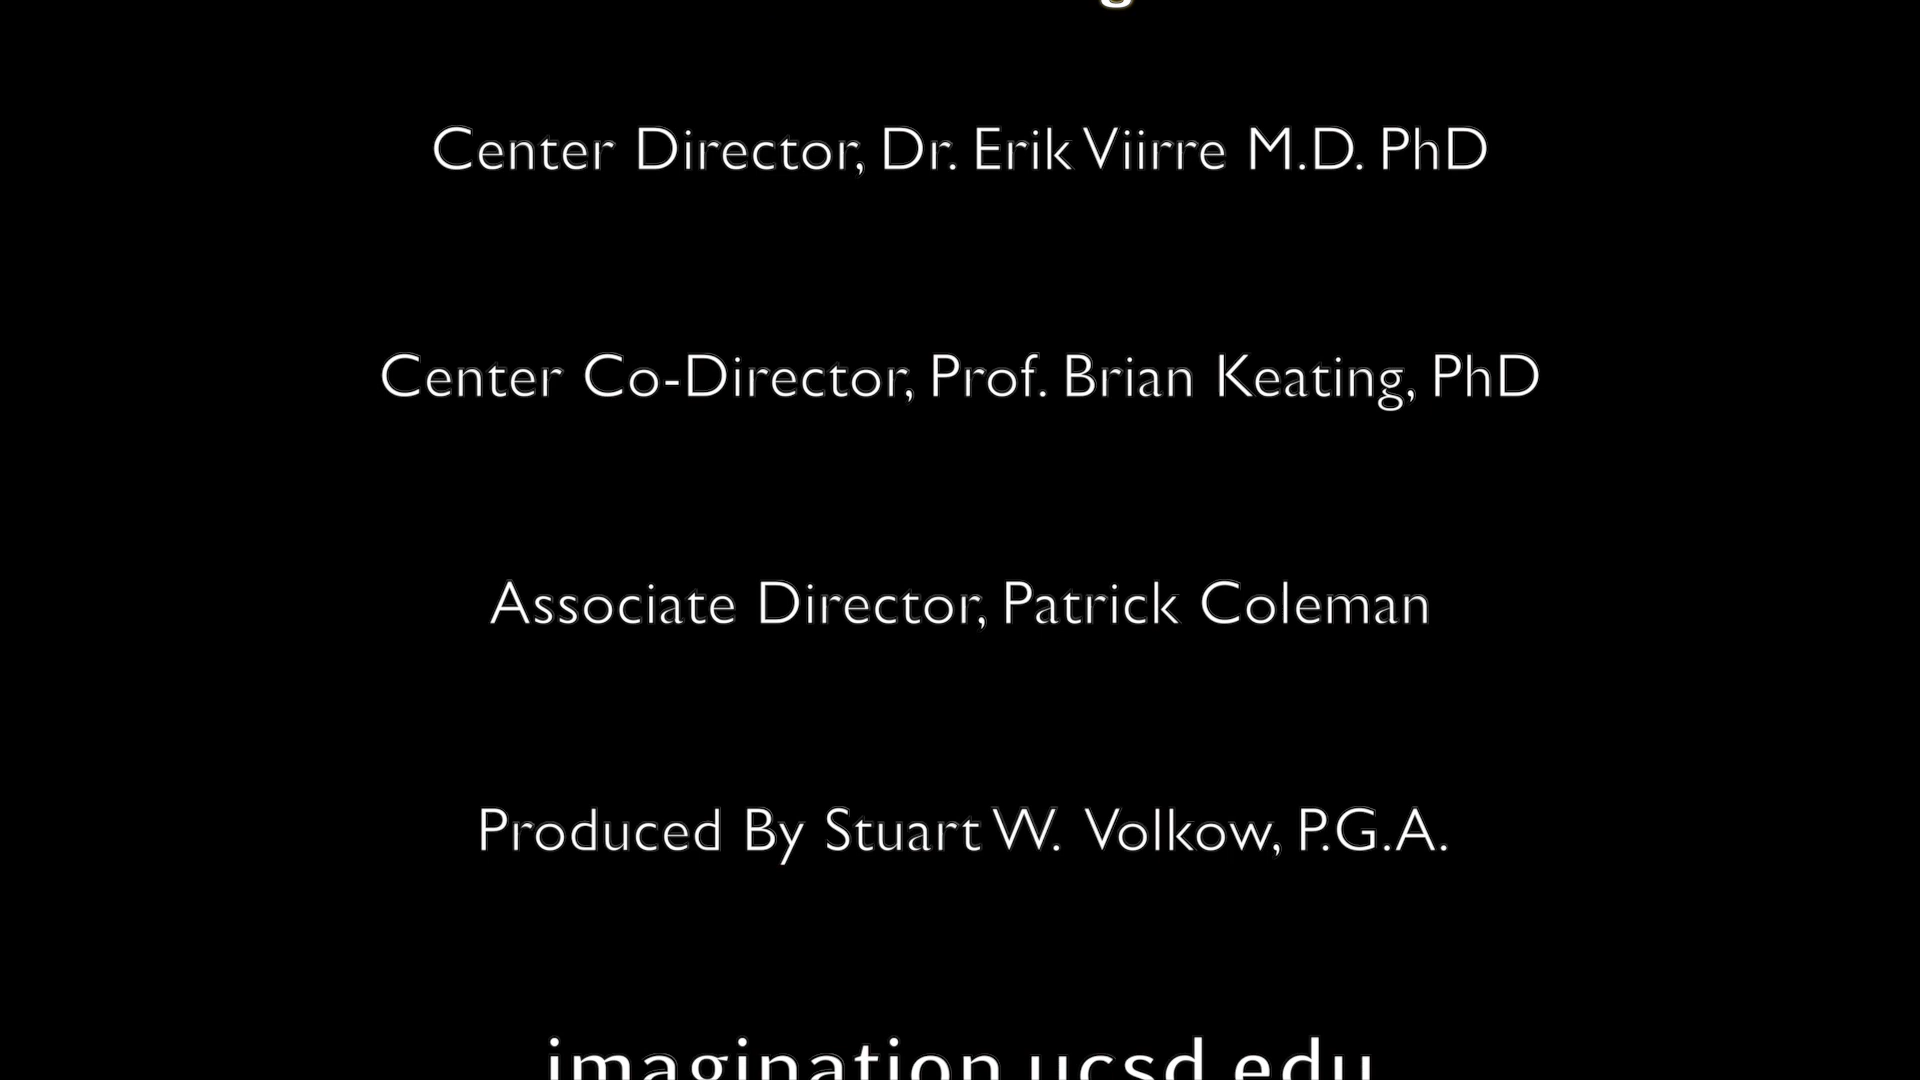 Center Director, Dr. Erik Viirre M.D. PhD
Center Co-Director, Prof. Brian Keating, PhD
Associate Director, Patrick Coleman
Produced By Stuart W. Volkow, P.G.A.
imagination.ucsd.edu